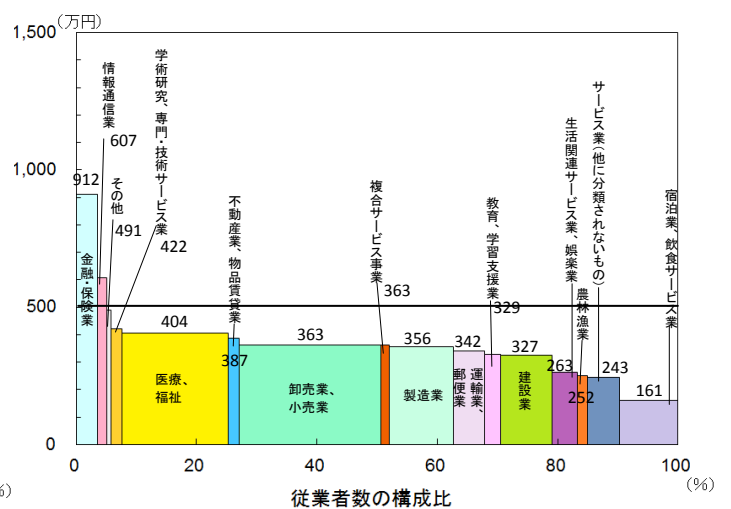 (万円)
1,500
1,000
500
0
912
607
491
422
404
387
363
363
356
342
329
327
263
252
243
161
金融・保険業
情報通信業
その他
学術研究、専門・技術サービス業
医療、
福祉
不動産業、物品賃貸業
卸売業、
小売業
複合サービス事業
製造業
運輸業、
郵便業
教育、学習支援業
建設業
生活関連サービス業、娯楽業
農林漁業
サービス業(他に分類されないもの)
宿泊業、飲食サービス業
0
20
40
60
80
100
(%)
%)
従業者数の構成比